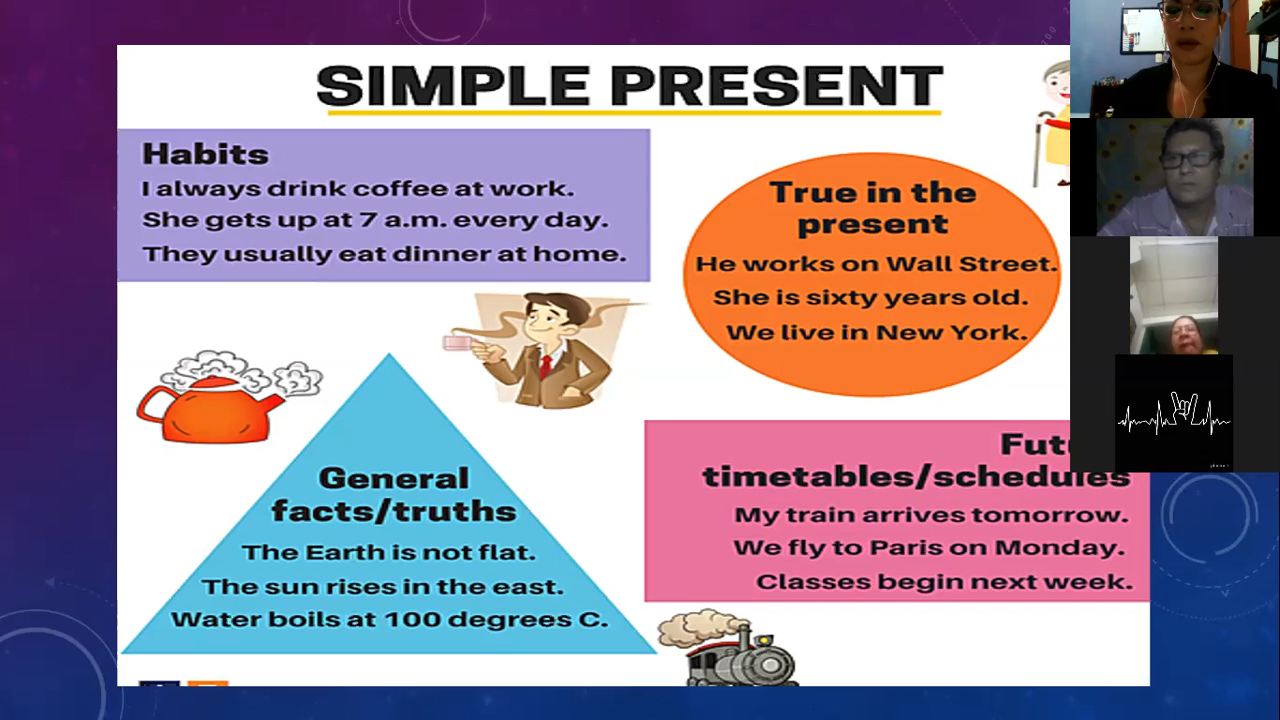 SIMPLE PRESENT
Habits
I always drink coffee at work.
She gets up at 7 a.m. every day.
They usually eat dinner at home.
True in the
present
He works on Wall Street.
She is sixty years old.
We live in New York.
General
facts/truths
The Earth is not flat.
The sun rises in the east.
Water boils at 100 degrees C.
timetables/schedules
My train arrives tomorrow.
We fly to Paris on Monday.
Classes begin next week.